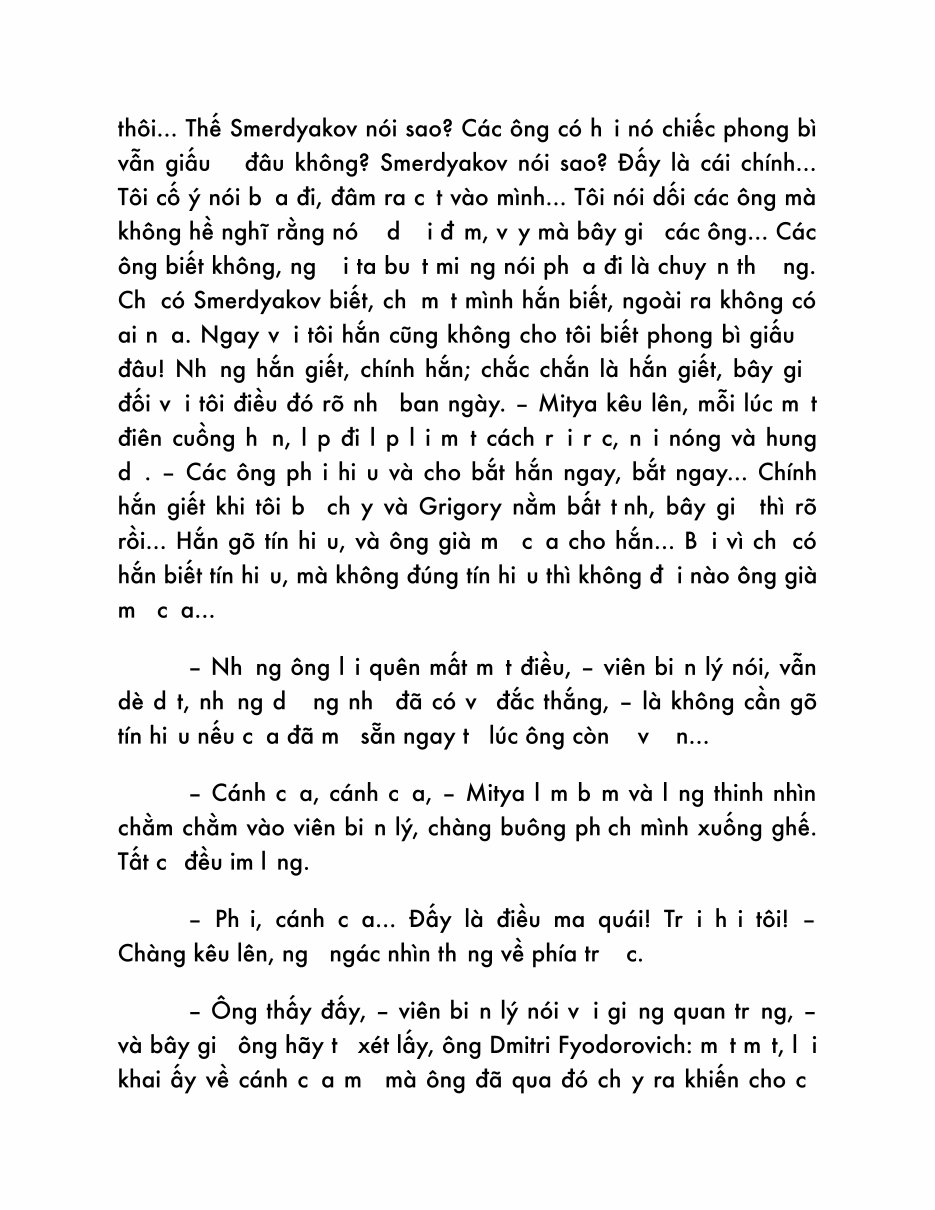 thôi... Thế Smerdyakov nói sao? Các ông có h i nó chiếc phong bì
vẫn giấu đâu không? Smerdyakov nói sao? Đấy là cái chính...
Tôi cố ý nói b a đi, đâm ra c t vào mình... Tôi nói dối các ông mà
không hề nghĩ rằng nó d i đ m, v y mà bây gi các ông... Các
ông biết không, ng i ta bu t mi ng nói ph a đi là chuy n th ng.
Ch có Smerdyakov biết, ch m t mình hắn biết, ngoài ra không có
ai n a. Ngay v i tôi hắn cũng không cho tôi biết phong bì giấu
đâu! Nh ng hắn giết, chính hắn; chắc chắn là hắn giết, bây gi
đối v i tôi điều đó rõ nh ban ngày. – Mitya kêu lên, mỗi lúc m t
điên cuồng h n, l p đi l p l i m t cách r i r c, n i nóng và hung
d . – Các ông ph i hi u và cho bắt hắn ngay, bắt ngay... Chính
hắn giết khi tôi b ch y và Grigory nằm bất t nh, bây gi thì rõ
rồi... Hắn gõ tín hi u, và ông già m c a cho hắn... B i vì ch có
hắn biết tín hi u, mà không đúng tín hi u thì không đ i nào ông già
m c a...
– Nh ng ông l i quên mất m t điều, – viên bi n lý nói, vẫn
dè d t, nh ng d ng nh đã có v đắc thắng, – là không cần gõ
tín hi u nếu c a đã m sẵn ngay t lúc ông còn v n...
– Cánh c a, cánh c a, – Mitya l m b m và l ng thinh nhìn
chằm chằm vào viên bi n lý, chàng buông ph ch mình xuống ghế.
Tất c đều im l ng.
– Ph i, cánh c a... Đấy là điều ma quái! Tr i h i tôi! –
Chàng kêu lên, ng ngác nhìn th ng về phía tr c.
– Ông thấy đấy, – viên bi n lý nói v i gi ng quan tr ng, –
và bây gi ông hãy t xét lấy, ông Dmitri Fyodorovich: m t m t, l i
khai ấy về cánh c a m mà ông đã qua đó ch y ra khiến cho c